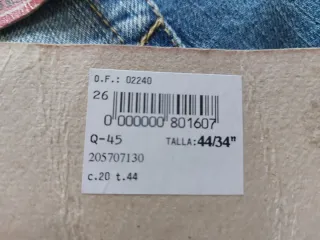 O.F.: 02240
26
0 000000 801607
Q-45 TALLA: 44/34"
205707130
c.20 t.44